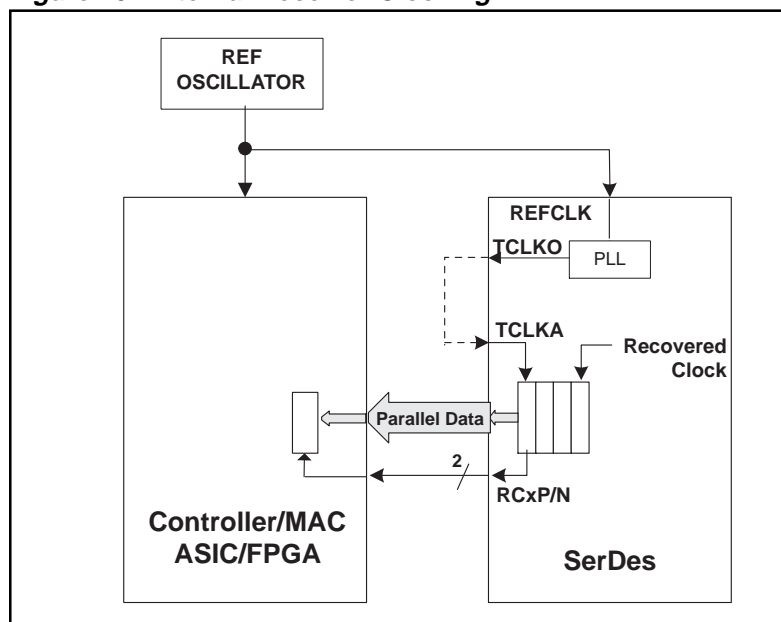 REF
OSCILLATOR
REFCLK
TCLKO
PLL
TCLKA
Recovered
Clock
Parallel Data
2
RCxP/N
Controller/MAC
ASIC/FPGA
SerDes